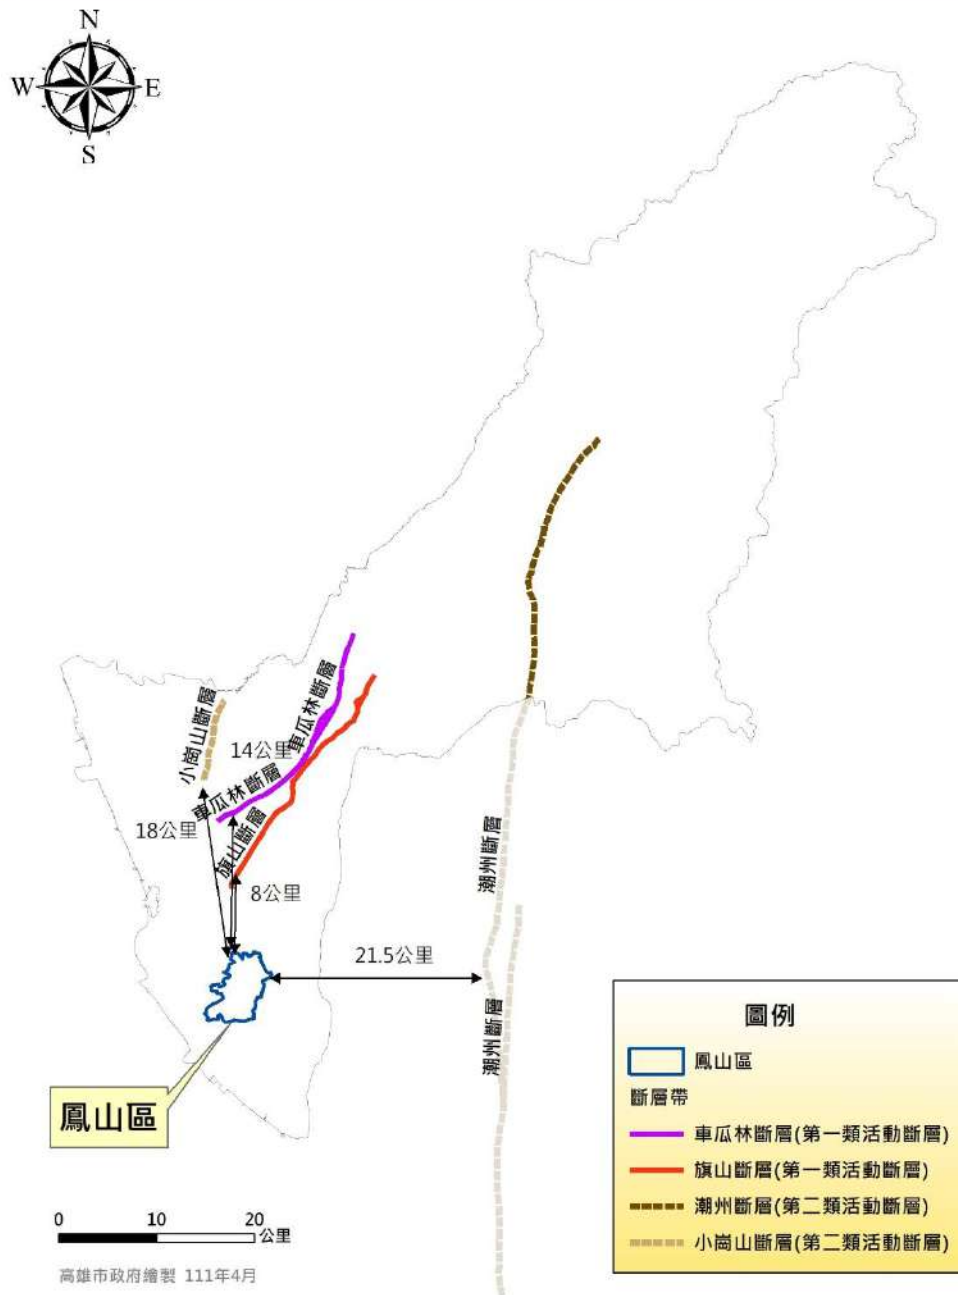 N
W E
S
小崗山斷層
車瓜林斷層
14公里
車瓜林斷層
18公里
旗山斷層
8公里
潮州斷層
21.5公里
潮州斷層
鳳山區
圖例
鳳山區
斷層帶
車瓜林斷層(第一類活動斷層)
旗山斷層(第一類活動斷層)
潮州斷層(第二類活動斷層)
小崗山斷層(第二類活動斷層)
0 10 20
公里
高雄市政府繪製 111年4月